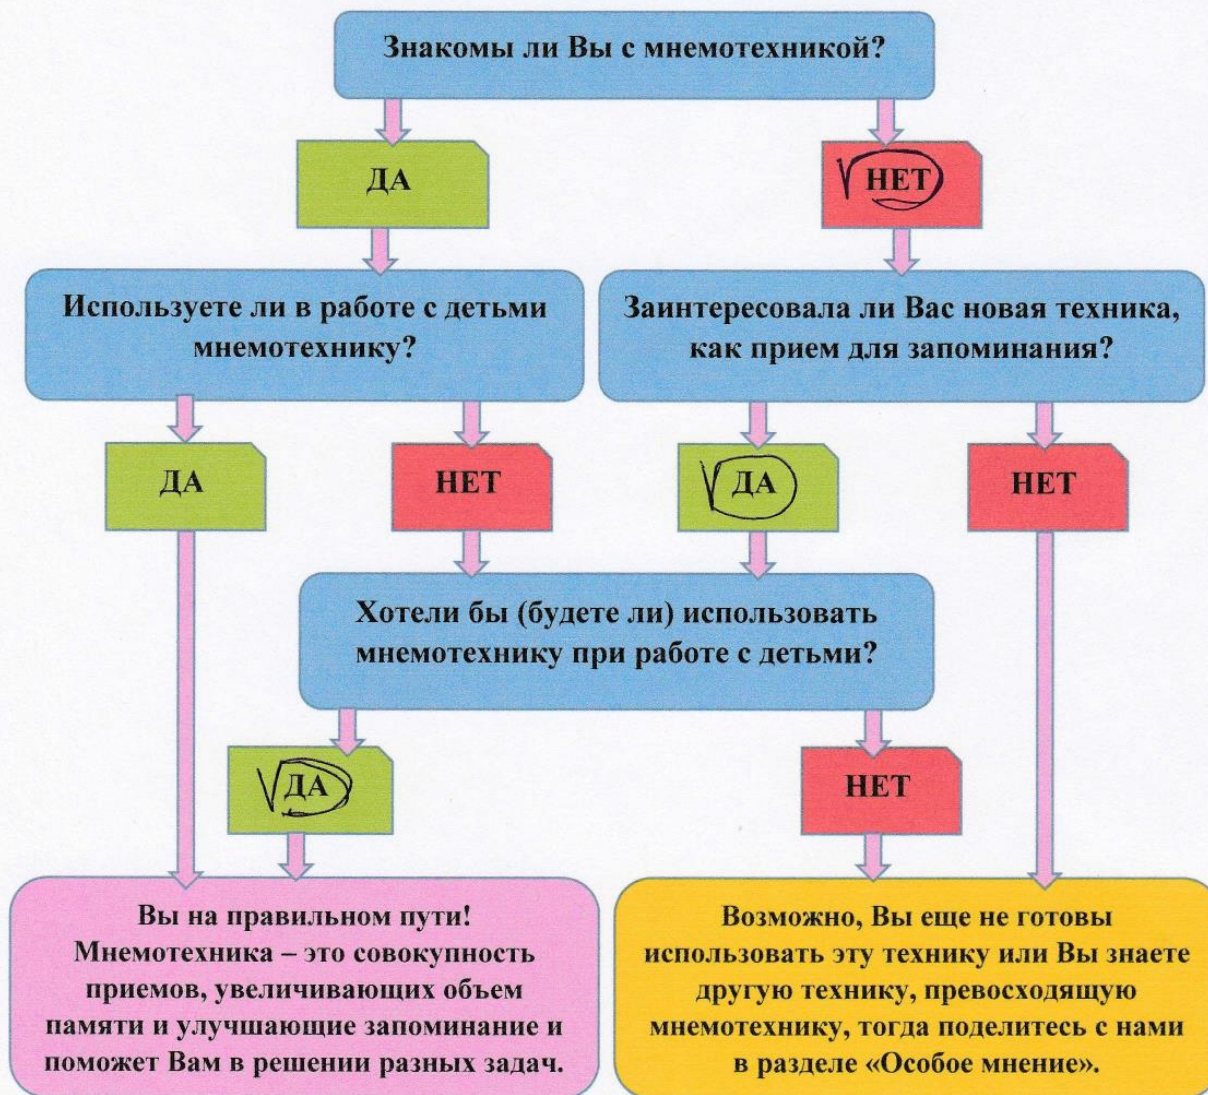 Знакомы ли Вы с мнемотехникой?
ДА
НЕТ
Используете ли в работе с детьми
мнемотехнику?
Заинтересовала ли Вас новая техника,
как прием для запоминания?
ДА
НЕТ
ДА
НЕТ
Хотели бы (будете ли) использовать
мнемотехнику при работе с детьми?
ДА
НЕТ
Вы на правильном пути!
Мнемотехника – это совокупность
приемов, увеличивающих объем
памяти и улучшающие запоминание и
поможет Вам в решении разных задач.
Возможно, Вы еще не готовы
использовать эту технику или Вы знаете
другую технику, превосходящую
мнемотехнику, тогда поделитесь с нами
в разделе «Особое мнение».